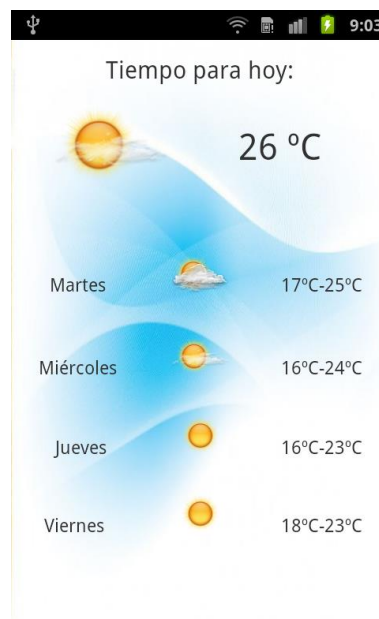 9:03
Tiempo para hoy:
26 ºC
Martes 17ºC-25ºC
Miércoles 16ºC-24ºC
Jueves 16ºC-23ºC
Viernes 18ºC-23ºC